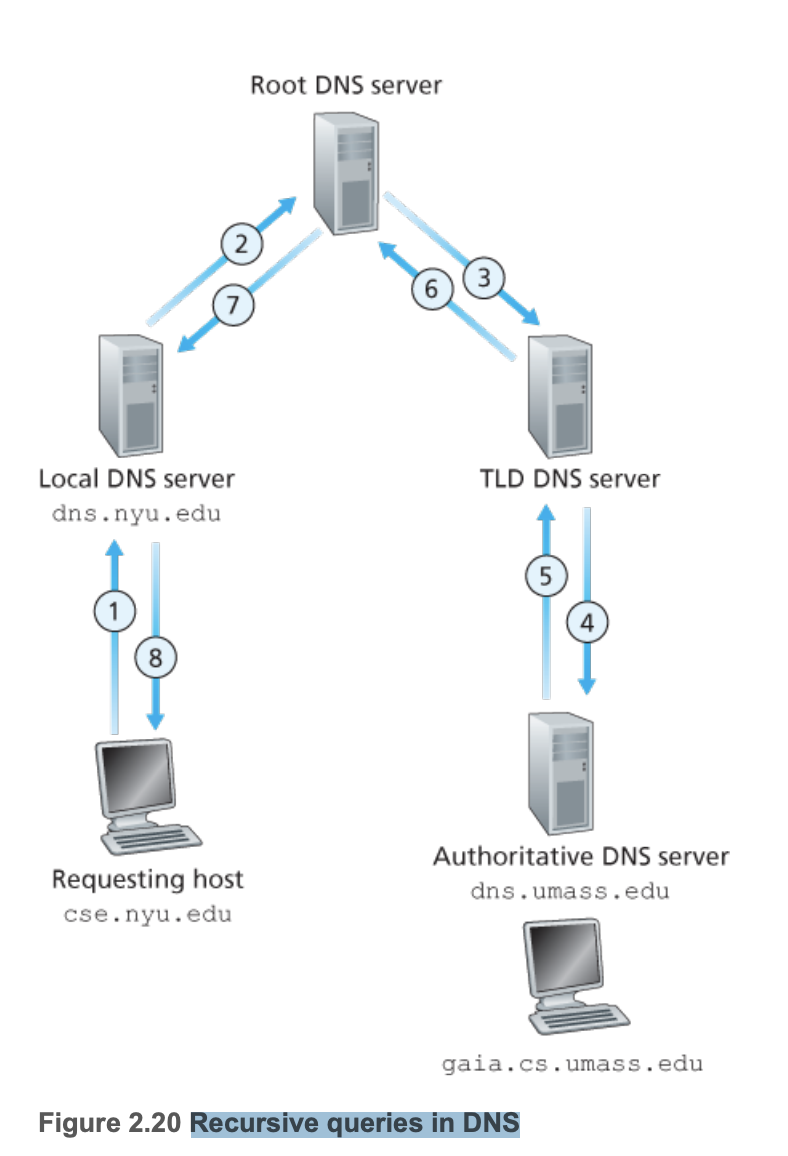 Root DNS server
2
3
6
7
Local DNS server
dns.nyu.edu
TLD DNS server
5
1
4
8
Requesting host
cse.nyu.edu
Authoritative DNS server
dns.umass.edu
gaia.cs.umass.edu
Figure 2.20 Recursive queries in DNS